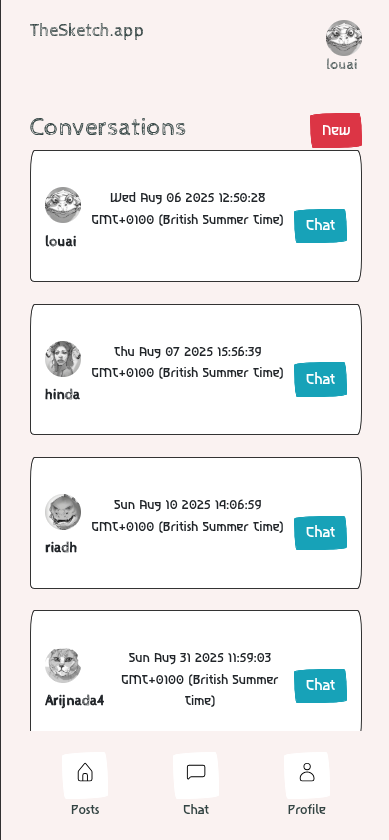 TheSketch.app
louai
Conversations
New
Wed Aug 06 2025 12:50:28
GMT+0100 (British Summer Time)
louai
Chat
Thu Aug 07 2025 15:56:39
GMT+0100 (British Summer Time)
hinda
Chat
Sun Aug 10 2025 14:06:59
GMT+0100 (British Summer Time)
riadh
Chat
Sun Aug 31 2025 11:59:03
GMT+0100 (British Summer
Time)
Arijnada4
Chat
Posts
Chat
Profile